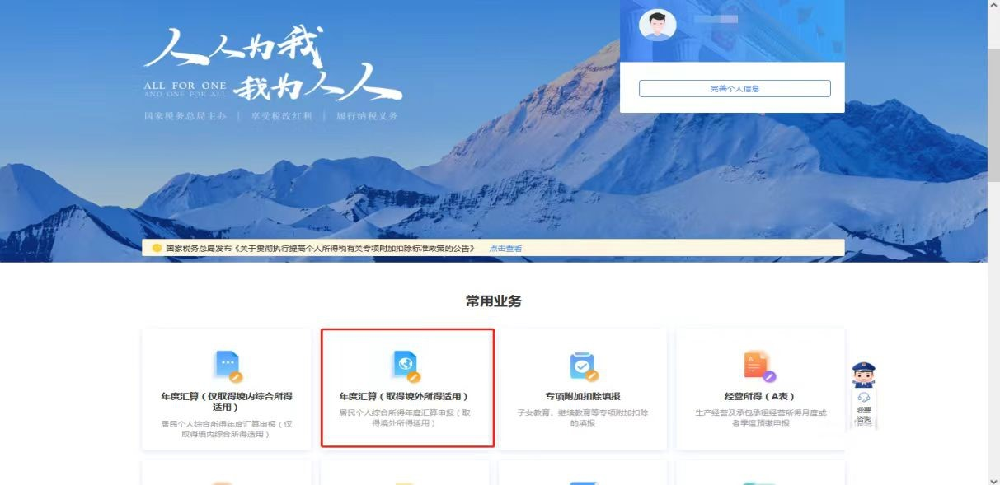 人人为我
ALL FOR ONE
AND ONE FOR ALL
我为人人
国家税务总局主办 | 享受税改红利 | 履行纳税义务
完善个人信息
国家税务总局发布《关于贯彻执行提高个人所得税有关专项附加扣除标准政策的公告》 点击查看
常用业务
年度汇算（仅取得境内综合所得
适用）
居民个人综合所得年度汇算申报（仅
取得境内综合所得适用）
年度汇算（取得境外所得适用）
居民个人综合所得年度汇算申报（取
得境外所得适用）
专项附加扣除填报
子女教育、继续教育等专项附加扣除
的填报
A
经营所得（A表）
生产经营及承包承租经营所得月度或
者季度预缴申报
我要
咨询